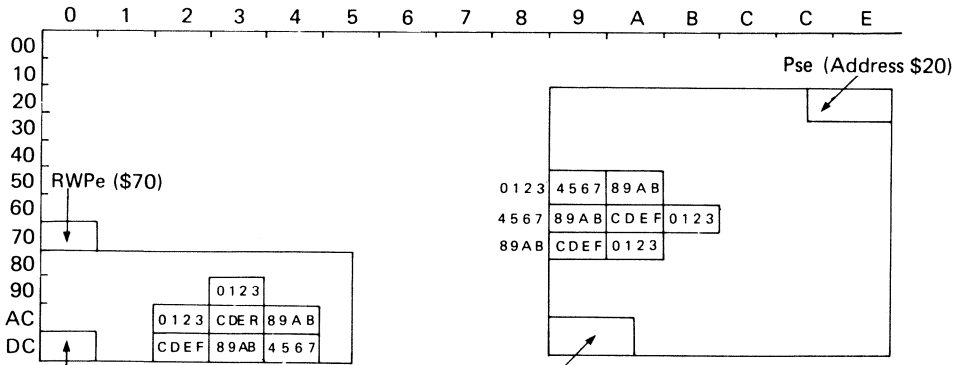 0 1 2 3 4 5 6 7 8 9 A B C C E
00
10
Pse (Address $20)
20
30
40
50 RWPe ($70) 0123 4567 89AB
60 4567 89AB CDEF 0123
70 89AB CDEF 0123
80
90 0123
AC 0123 CDER 89AB
DC CDEF 89AB 4567